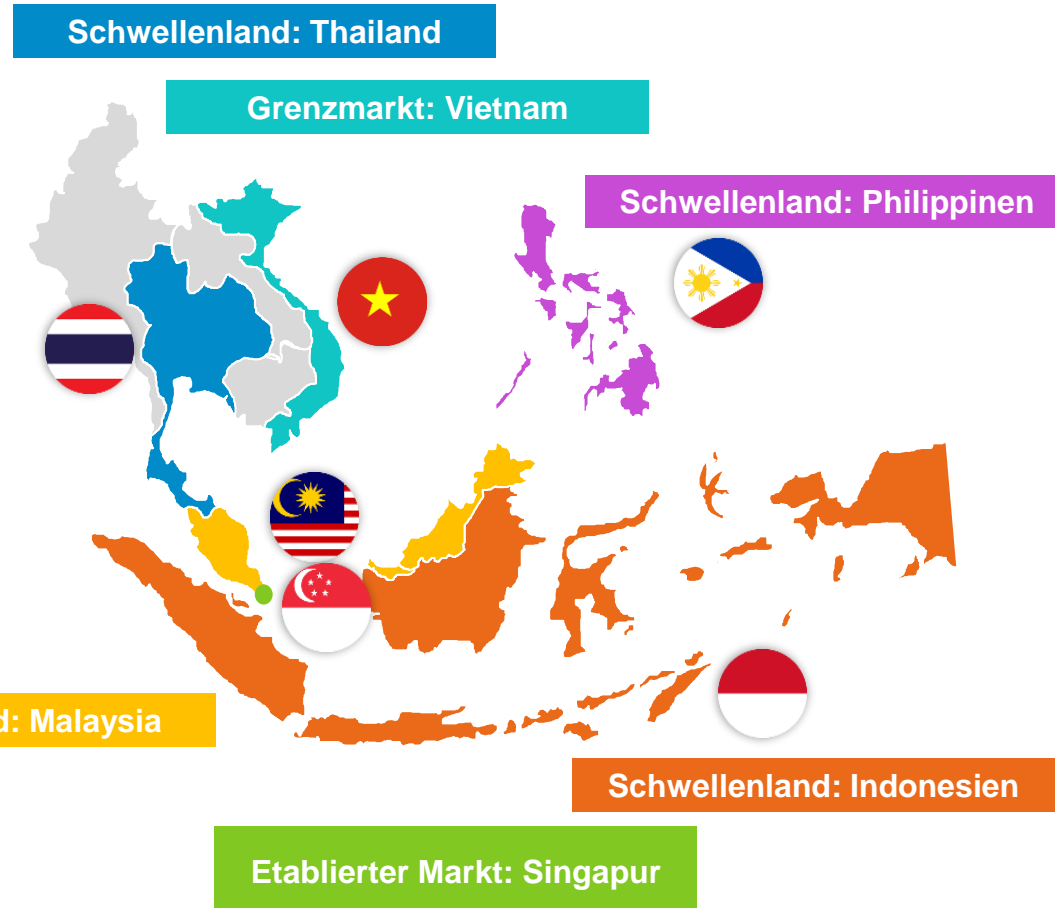 Schwellenland: Thailand
Grenzmarkt: Vietnam
Schwellenland: Philippinen
d: Malaysia
Schwellenland: Indonesien
Etablierter Markt: Singapur